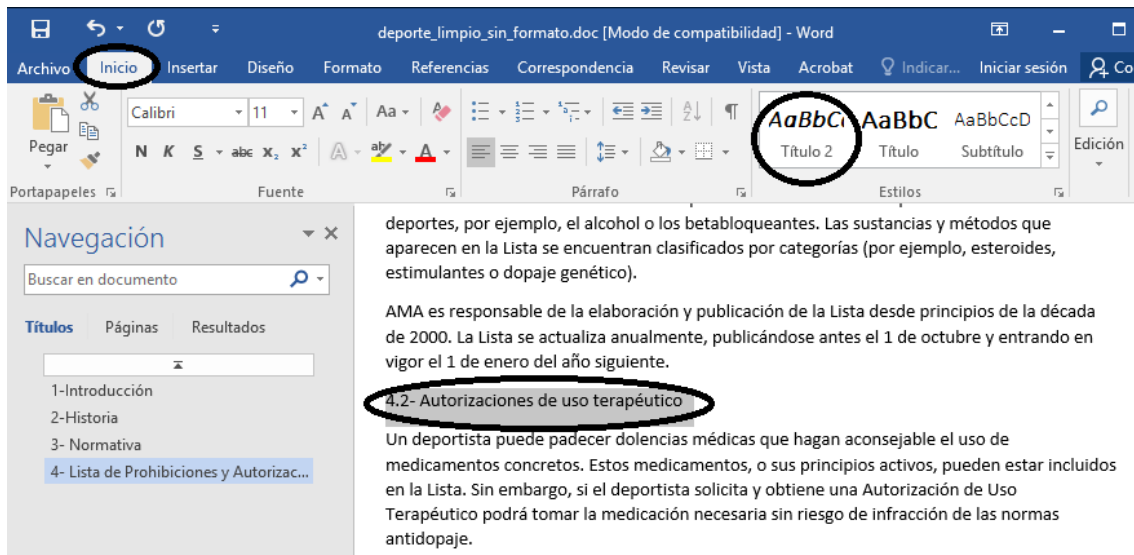 deporte_limpio_sin_formato.doc [Modo de compatibilidad] - Word
Archivo Inicio Insertar Diseño Formato Referencias Correspondencia Revisar Vista Acrobat Indicar... Iniciar sesión Co
Calibri 11 A A Aa
Pegar N K S abc X₂ X² A aby A
AaBbC AaBbC AaBbCcD
Título 2 Título Subtítulo Edición
Portapapeles Fuente Párrafo Estilos
Navegación
Buscar en documento
Títulos Páginas Resultados
1-Introducción
2-Historia
3- Normativa
4- Lista de Prohibiciones y Autorizac...
deportes, por ejemplo, el alcohol o los betabloqueantes. Las sustancias y métodos que
aparecen en la Lista se encuentran clasificados por categorías (por ejemplo, esteroides,
estimulantes o dopaje genético).
AMA es responsable de la elaboración y publicación de la Lista desde principios de la década
de 2000. La Lista se actualiza anualmente, publicándose antes el 1 de octubre y entrando en
vigor el 1 de enero del año siguiente.
4.2- Autorizaciones de uso terapéutico
Un deportista puede padecer dolencias médicas que hagan aconsejable el uso de
medicamentos concretos. Estos medicamentos, o sus principios activos, pueden estar incluidos
en la Lista. Sin embargo, si el deportista solicita y obtiene una Autorización de Uso
Terapéutico podrá tomar la medicación necesaria sin riesgo de infracción de las normas
antidopaje.